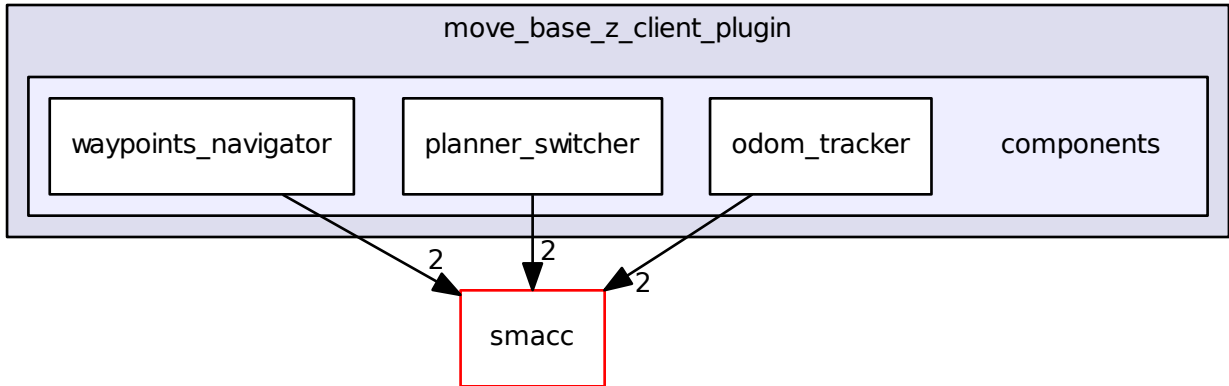 move_base_z_client_plugin
waypoints_navigator
planner_switcher
odom_tracker
components
2
2
2
smacc